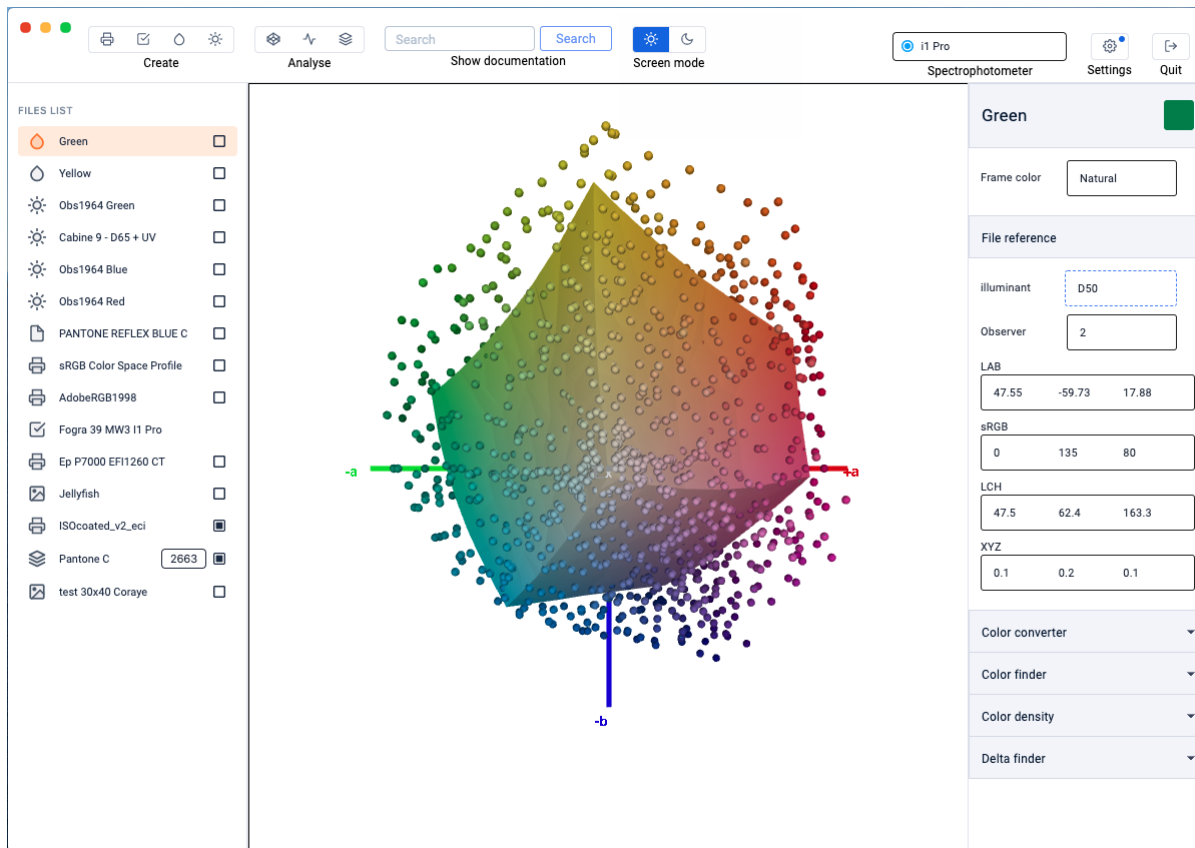 Search
Search
i1 Pro
Create
Analyse
Show documentation
Screen mode
Spectrophotometer
Settings
Quit
FILES LIST
Green
Yellow
Obs1964 Green
Cabine 9 - D65 + UV
Obs1964 Blue
Obs1964 Red
PANTONE REFLEX BLUE C
sRGB Color Space Profile
AdobeRGB1998
Fogra 39 MW3 I1 Pro
Ep P7000 EFI1260 CT
Jellyfish
ISOcoated_v2_eci
Pantone C 2663
test 30x40 Coraye
-a
+a
-b
Green
Frame color Natural
File reference
illuminant D50
Observer 2
LAB
47.55 -59.73 17.88
sRGB
0 135 80
LCH
47.5 62.4 163.3
XYZ
0.1 0.2 0.1
Color converter
Color finder
Color density
Delta finder